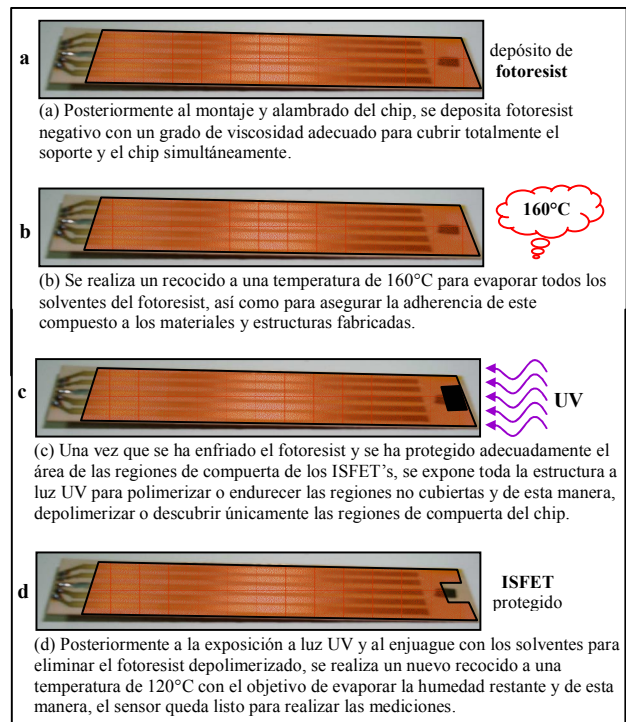 a
depósito de
fotoresist
(a) Posteriormente al montaje y alambrado del chip, se deposita fotoresist
negativo con un grado de viscosidad adecuado para cubrir totalmente el
soporte y el chip simultáneamente.
b
160°C
(b) Se realiza un recocido a una temperatura de 160°C para evaporar todos los
solventes del fotoresist, así como para asegurar la adherencia de este
compuesto a los materiales y estructuras fabricadas.
c
UV
(c) Una vez que se ha enfriado el fotoresist y se ha protegido adecuadamente el
área de las regiones de compuerta de los ISFET's, se expone toda la estructura a
luz UV para polimerizar o endurecer las regiones no cubiertas y de esta manera,
depolimerizar o descubrir únicamente las regiones de compuerta del chip.
d
ISFET
protegido
(d) Posteriormente a la exposición a luz UV y al enjuague con los solventes para
eliminar el fotoresist depolimerizado, se realiza un nuevo recocido a una
temperatura de 120°C con el objetivo de evaporar la humedad restante y de esta
manera, el sensor queda listo para realizar las mediciones.